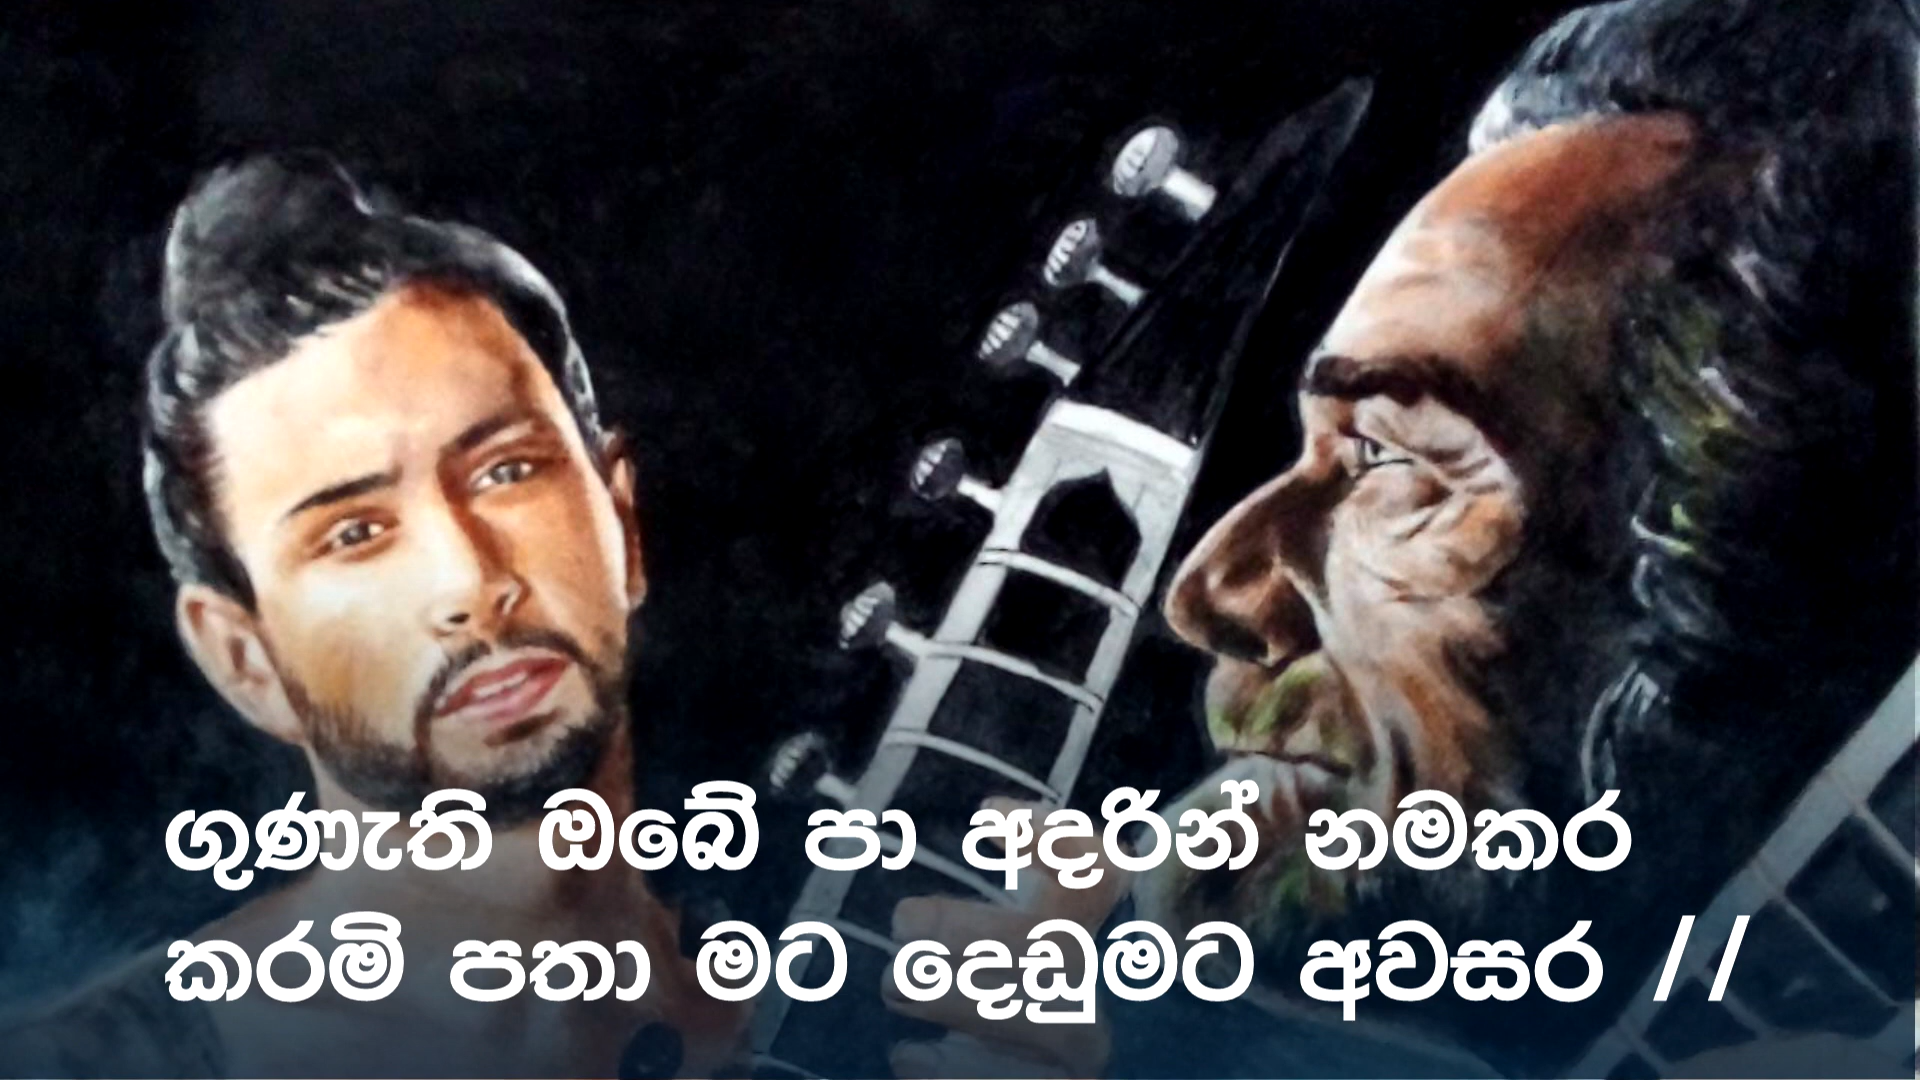 ගුණැති ඔබේ පා අදරින් නමකර
කරමි පතා මට දෙඩුමට අවසර //